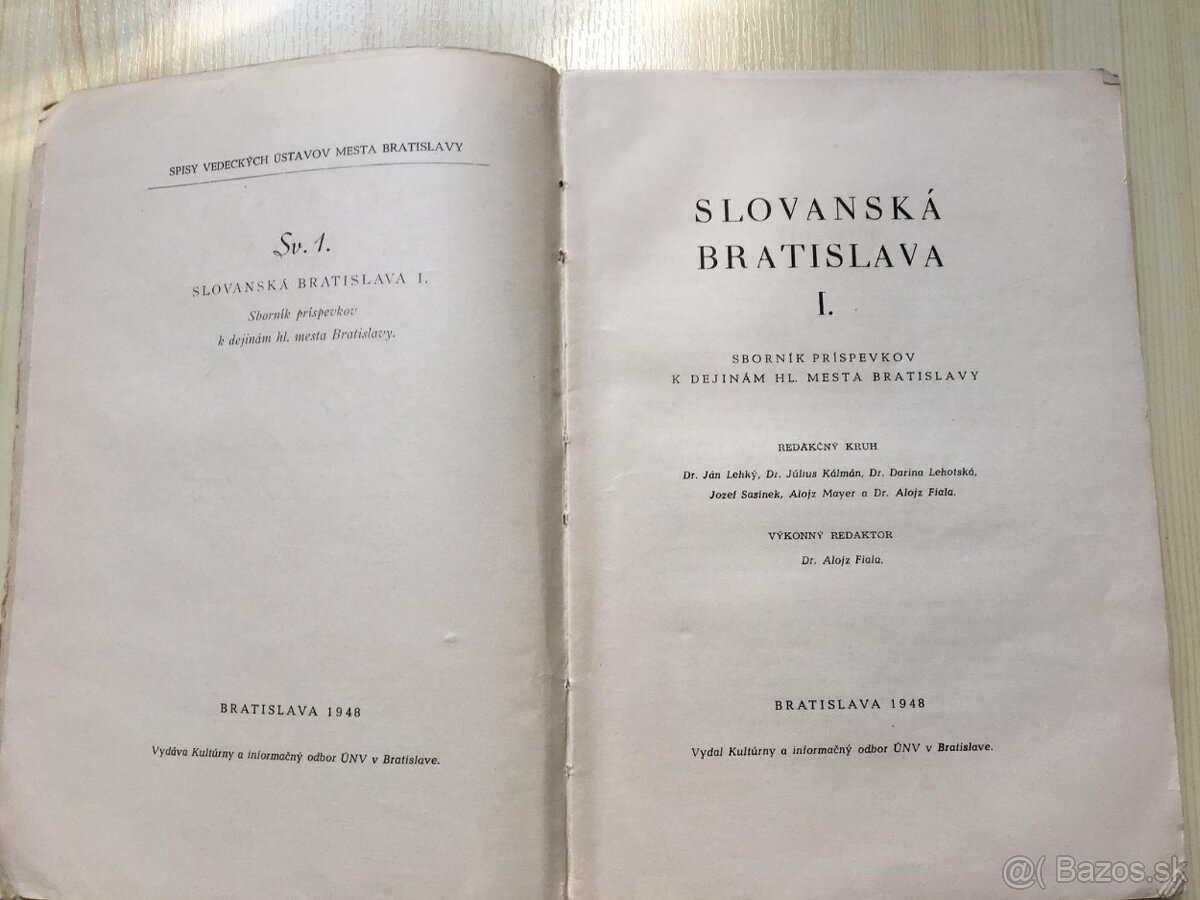 SPISY VEDECKÝCH ÚSTAVOV MESTA BRATISLAVY
Sv. 1.
SLOVANSKÁ BRATISLAVA I.
Sborník príspevkov
k dejinám hl. mesta Bratislavy.
BRATISLAVA 1948
Vydáva Kultúrny a informačný odbor ÚNV v Bratislave.
SLOVANSKÁ
BRATISLAVA
I.
SBORNÍK PRÍSPEVKOV
K DEJINÁM HL. MESTA BRATISLAVY
REDAKČNÝ KRUH
Dr. Ján Lehký, Dr. Július Kálmán, Dr. Darina Lehotská,
Jozef Sasinek, Alojz Mayer a Dr. Alojz Fiala.
VÝKONNÝ REDAKTOR
Dr. Alojz Fiala.
BRATISLAVA 1948
Vydal Kultúrny a informačný odbor ÚNV v Bratislave.
@( Bazos.sk